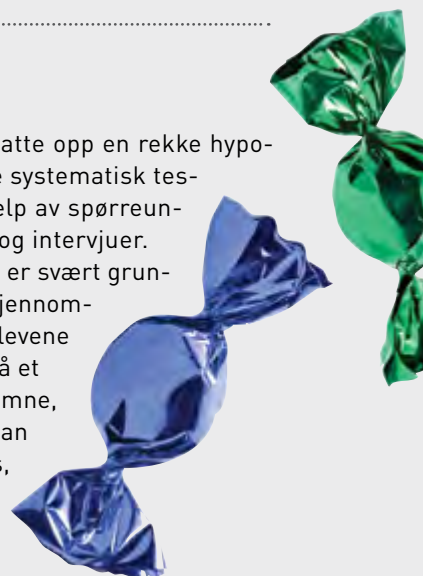 atte opp en rekke hypo-
e systematisk tes-
elp av spørreun-
og intervjuer.
er svært grun-
jennom-
levene
å et
mne,
an
s,